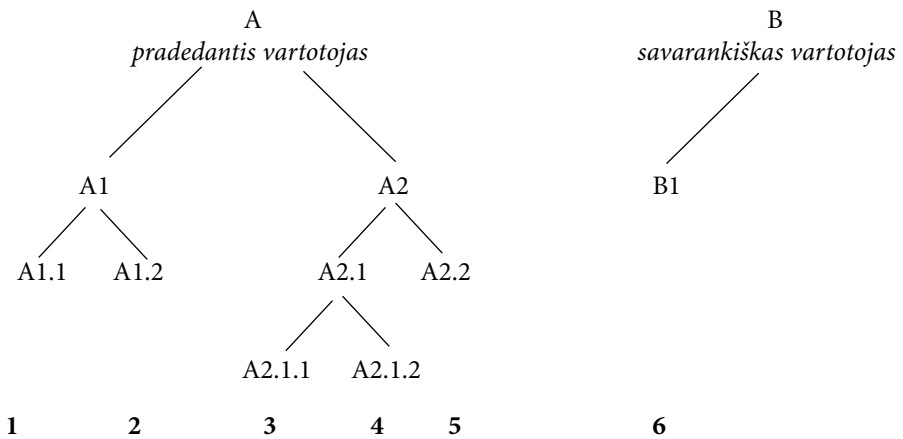 A B
pradedantis vartotojas savarankiškas vartotojas
A1 A2 B1
A1.1 A1.2 A2.1 A2.2
A2.1.1 A2.1.2
1 2 3 4 5 6